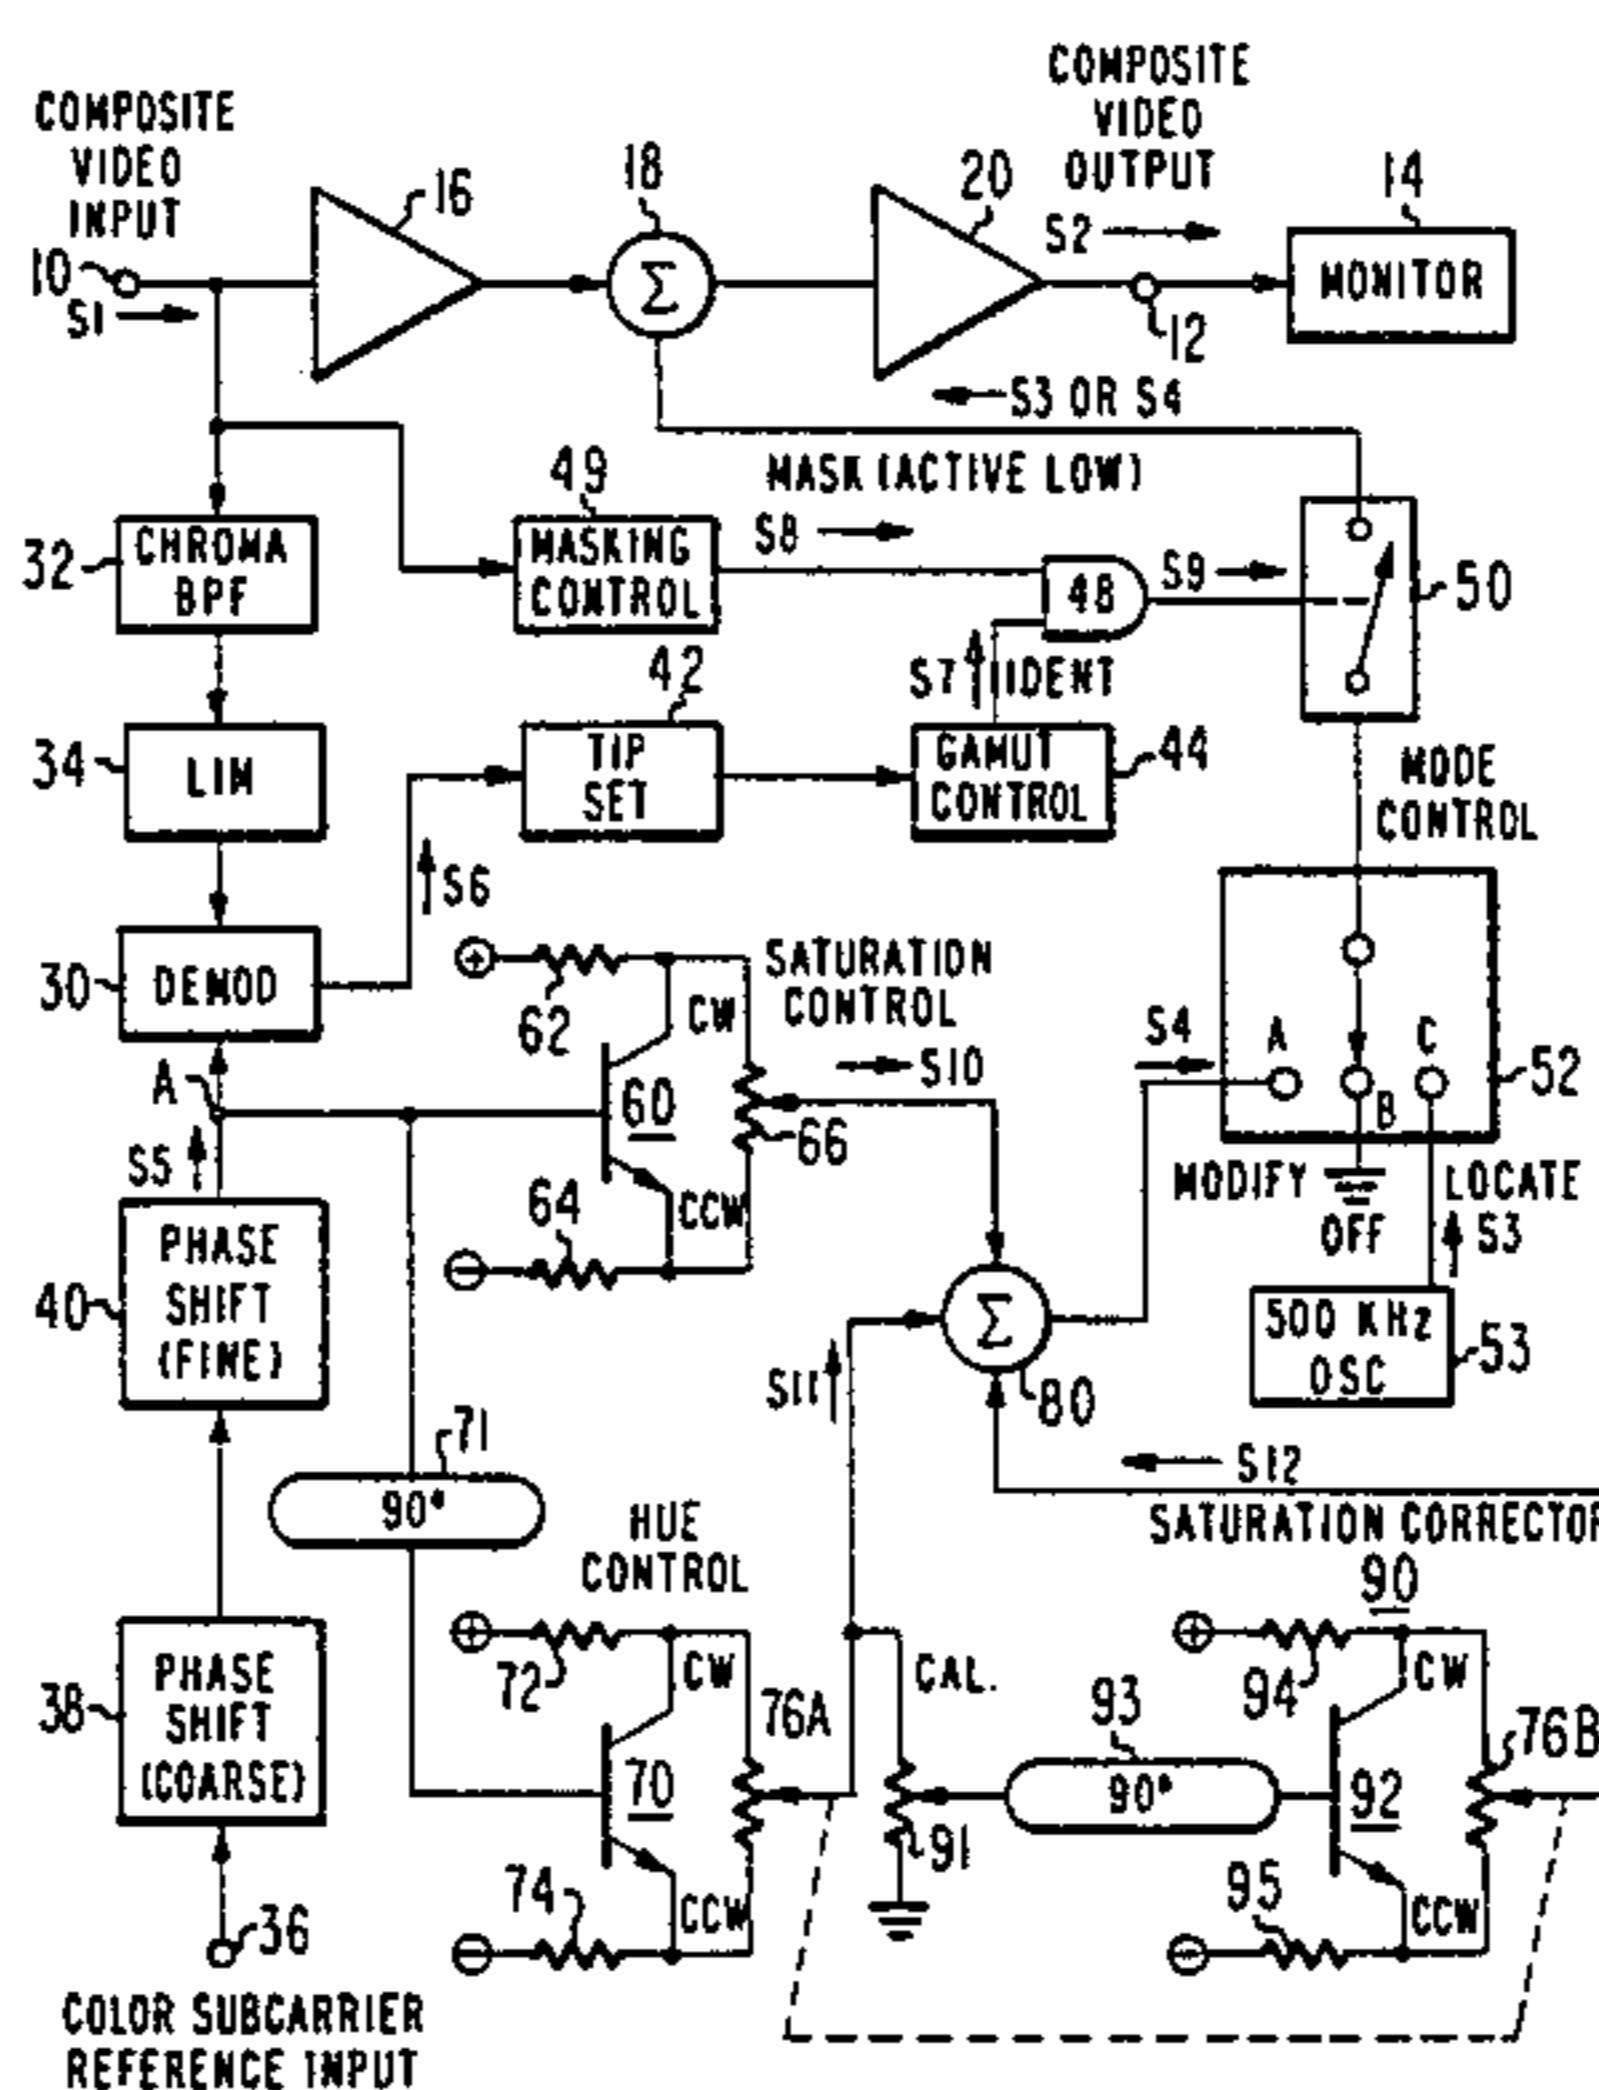 COMPOSITE
VIDEO
INPUT
10
S1
16
18
Σ
20
COMPOSITE
VIDEO
OUTPUT
S2
12
14
MONITOR
S3 OR S4
32
CHROMA
BPF
49
MASKING
CONTROL
MASK (ACTIVE LOW)
S8
48
S9
50
S7
IDENT
34
LIM
42
TIP
SET
GAMUT
CONTROL
44
MODE
CONTROL
S6
30
DEMOD
A
S5
62
CW
SATURATION
CONTROL
S10
60
66
64
CCW
S4
A
B
C
52
MODIFY
OFF
LOCATE
S3
500 KHz
OSC
53
40
PHASE
SHIFT
(FINE)
Σ
80
S11
S12
71
90°
HUE
CONTROL
SATURATION CORRECTOR
90
38
PHASE
SHIFT
(COARSE)
72
CW
76A
70
74
CCW
CAL.
91
93
90°
94
CW
76B
92
95
CCW
36
COLOR SUBCARRIER
REFERENCE INPUT